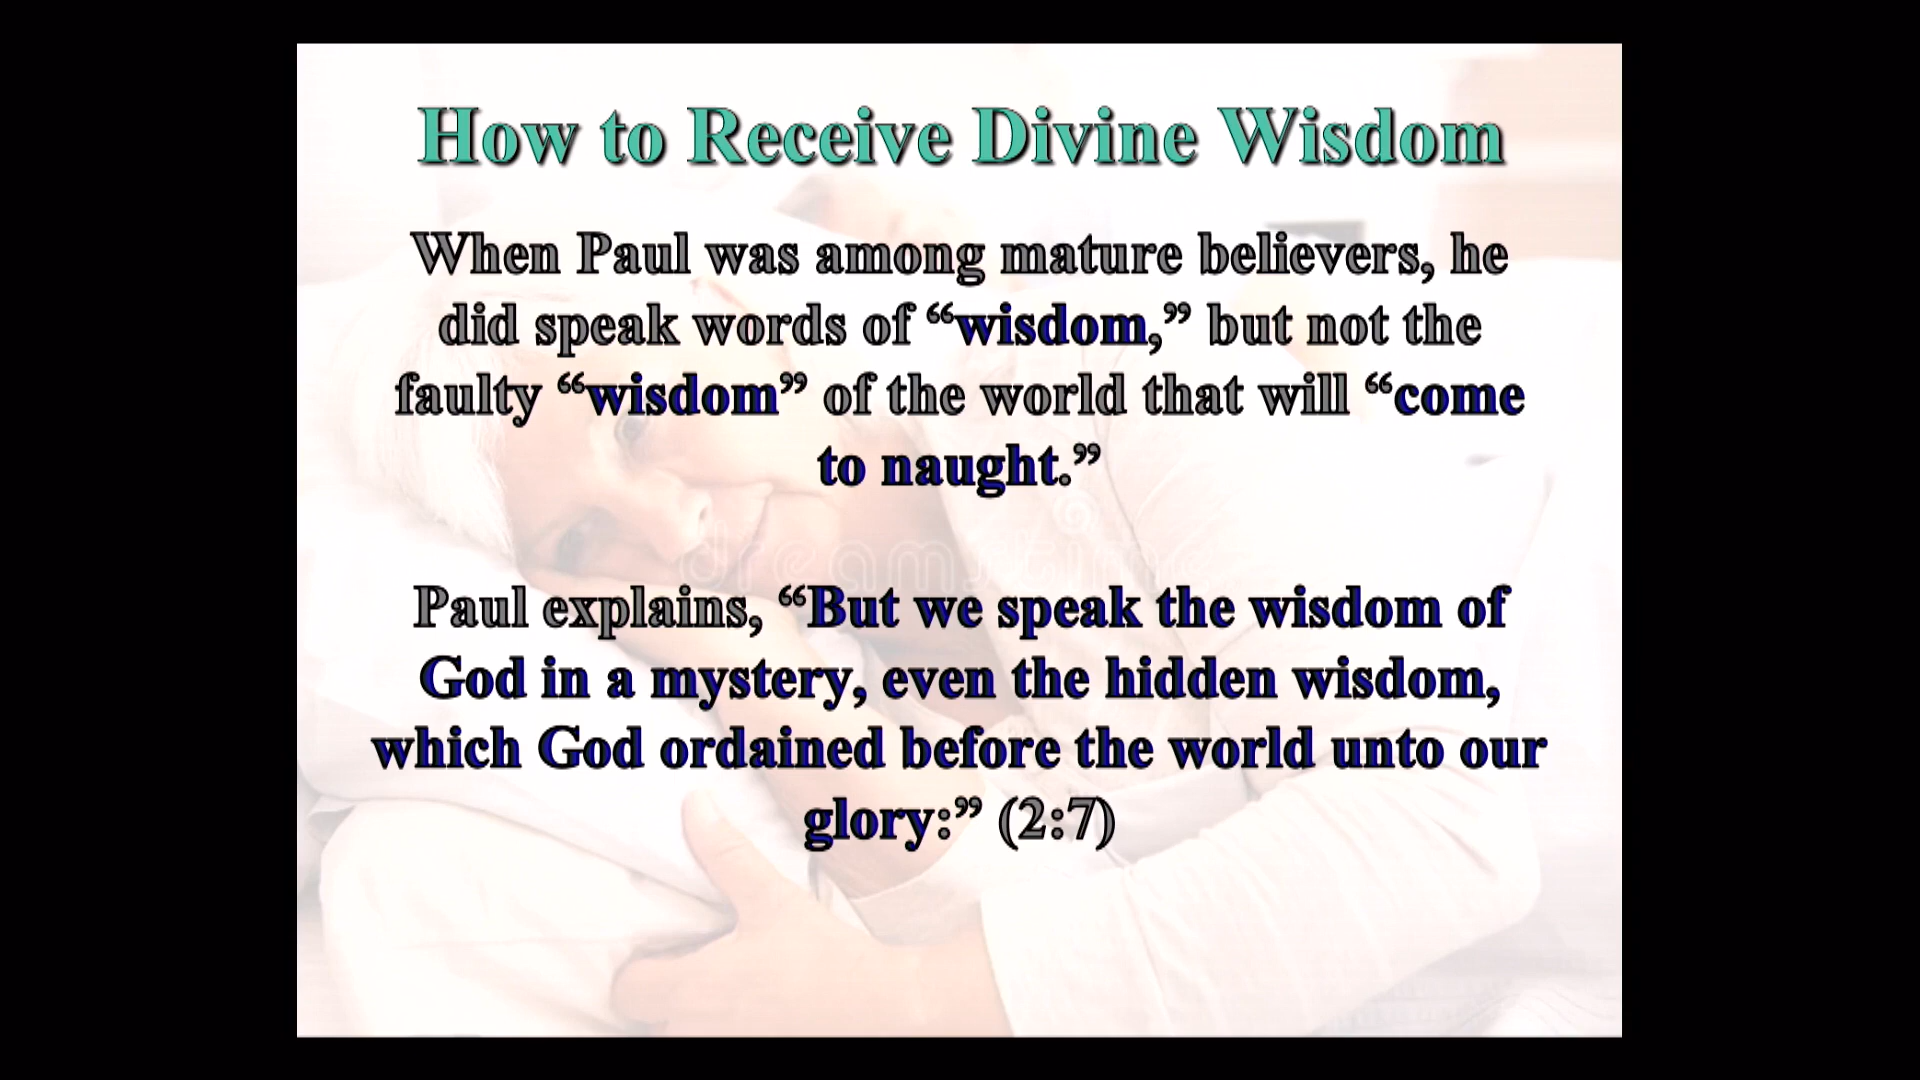 How to Receive Divine Wisdom
When Paul was among mature believers, he
did speak words of “wisdom,” but not the
faulty “wisdom” of the world that will “come
to naught.”
dreamstime
Paul explains, “But we speak the wisdom of
God in a mystery, even the hidden wisdom,
which God ordained before the world unto our
glory:” (2:7)